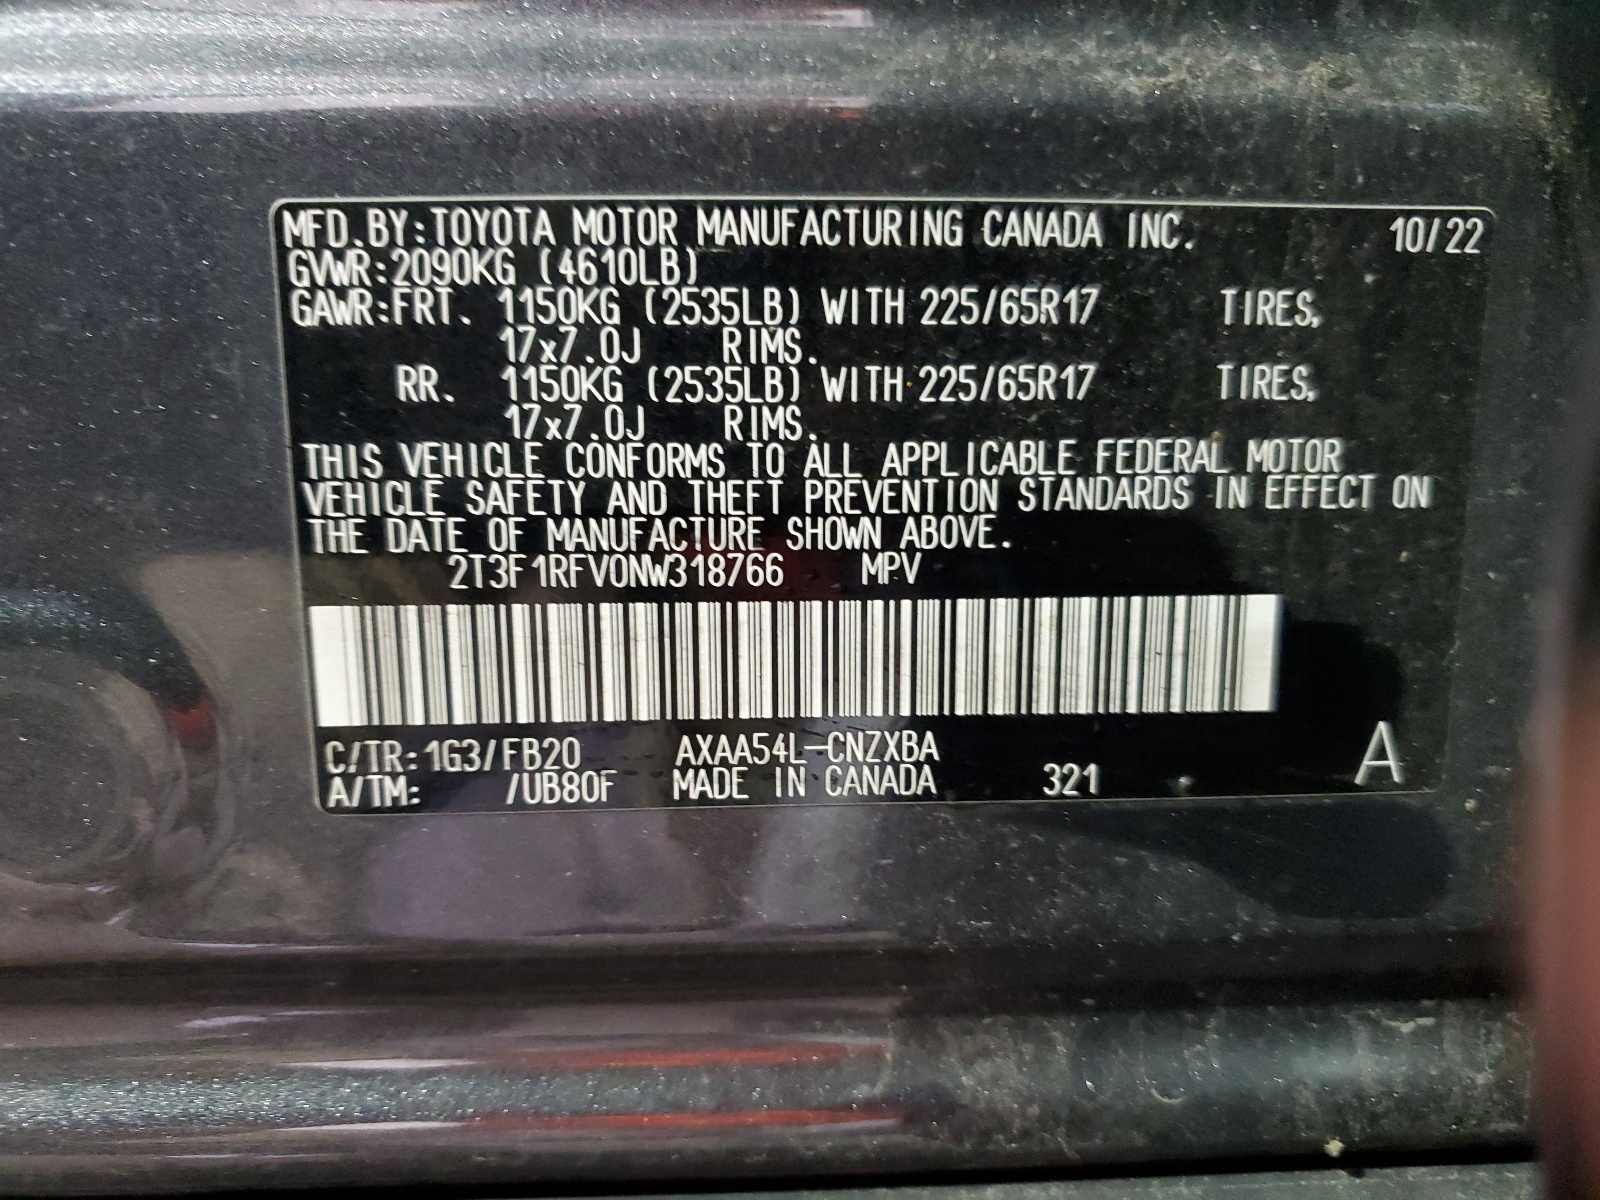 MFD.BY:TOYOTA MOTOR MANUFACTURING CANADA INC. 10/22
GVWR:2090KG (4610LB)
GAWR:FRT. 1150KG (2535LB) WITH 225/65R17 TIRES,
17x7.0J RIMS.
RR. 1150KG (2535LB) WITH 225/65R17 TIRES,
17x7.0J RIMS.
THIS VEHICLE CONFORMS TO ALL APPLICABLE FEDERAL MOTOR
VEHICLE SAFETY AND THEFT PREVENTION STANDARDS IN EFFECT ON
THE DATE OF MANUFACTURE SHOWN ABOVE.
2T3F1RFV0NW318766 MPV
C/TR:1G3/FB20 AXAA54L-CNZXBA
A/TM: /UB80F MADE IN CANADA 321 A